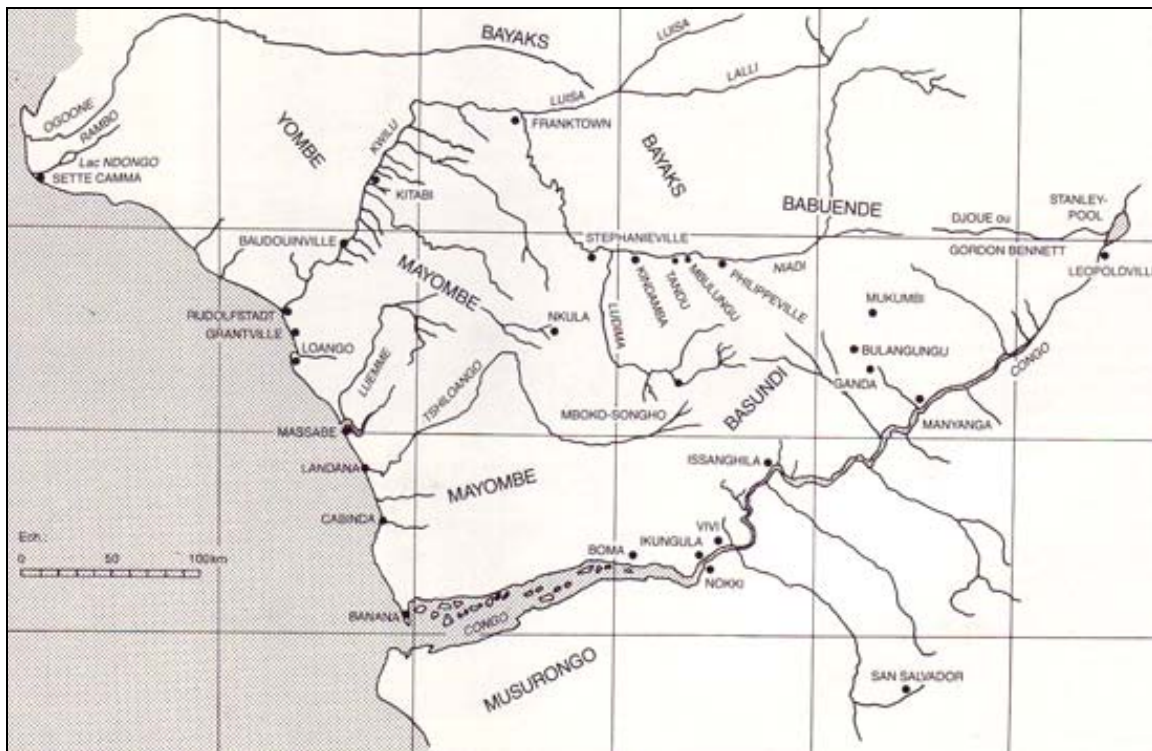 BAYAKS
LUISA
LALLI
LUISA
OGOONE
RAMBO
Lac NDONGO
SETTE CAMMA
YOMBE
KWILU
FRANKTOWN
KITABI
BAYAKS
BABUENDE
DJOUE ou
GORDON BENNETT
STANLEY-
POOL
LEOPOLDVILLE
BAUDOUINVILLE
STEPHANIEVILLE
MAYOMBE
KINDAMBA
TANDU
MBULUNGU
PHILIPPEVILLE
NIADI
RUDOLFSTADT
GRANTVILLE
LOANGO
NKULA
LUDIMA
MUKUMBI
BULANGUNGU
GANDA
CONGO
LUEMME
TSHILOANGO
MBOKO-SONGHO
BASUNDI
MANYANGA
MASSABE
LANDANA
ISSANGHILA
MAYOMBE
CABINDA
VIVI
BOMA
IKUNGULA
NOKKI
Ech.:
0 50 100km
BANANA
CONGO
MUSURONGO
SAN SALVADOR